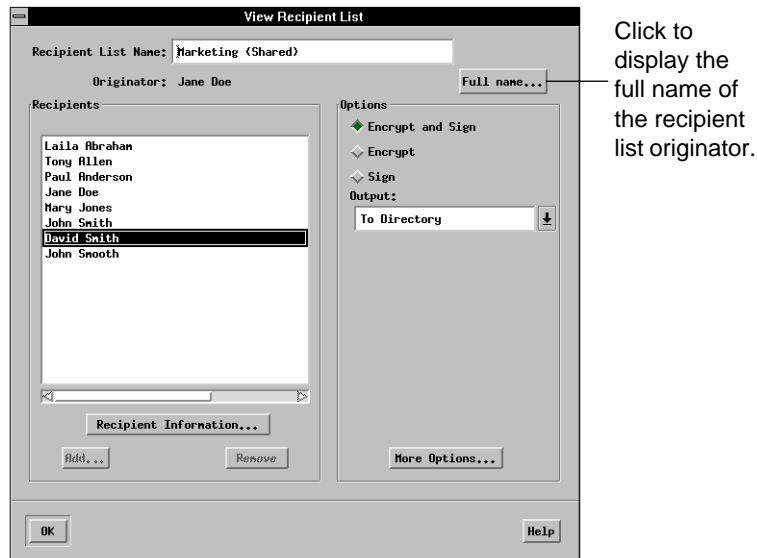 View Recipient List
Recipient List Name: Marketing (Shared)
Originator: Jane Doe
Full name...
Click to
display the
full name of
the recipient
list originator.
Recipients
Laila Abraham
Tony Allen
Paul Anderson
Jane Doe
Mary Jones
John Smith
David Smith
John Smooth
Recipient Information...
Add...
Remove
Options
Encrypt and Sign
Encrypt
Sign
Output:
To Directory
More Options...
OK
Help